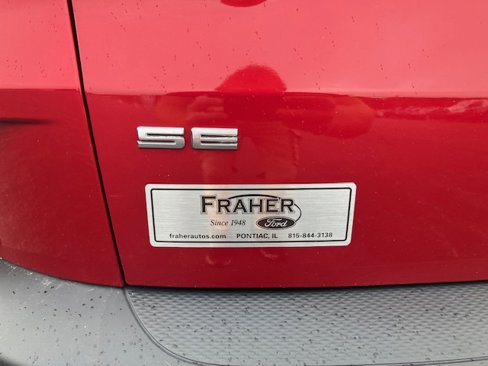 SE
FRAHER
Since 1948 Ford
fraherautos.com PONTIAC, IL 815-844-3138